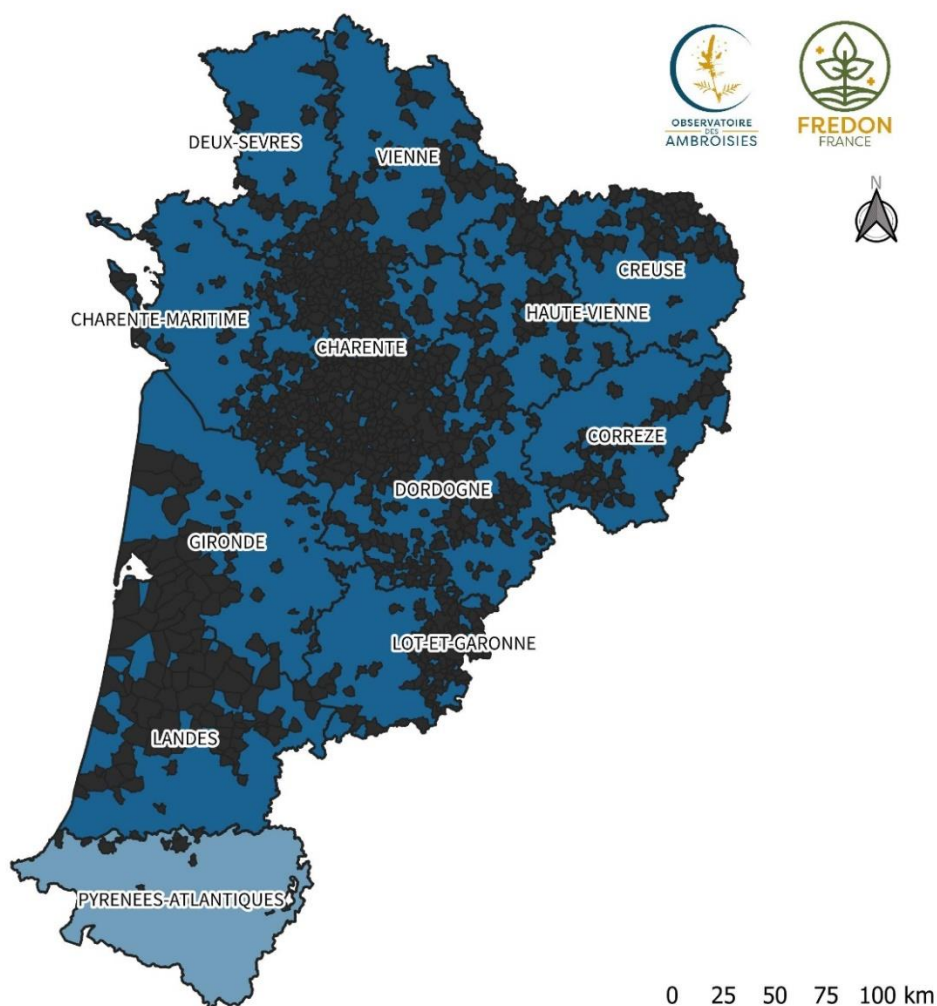 OBSERVATOIRE
DES
AMBROISIES
FREDON
FRANCE
N
DEUX-SEVRES
VIENNE
CREUSE
HAUTE-VIENNE
CHARENTE-MARITIME
CHARENTE
CORREZE
DORDOGNE
GIRONDE
LOT-ET-GARONNE
LANDES
PYRENEES-ATLANTIQUES
0 25 50 75 100 km